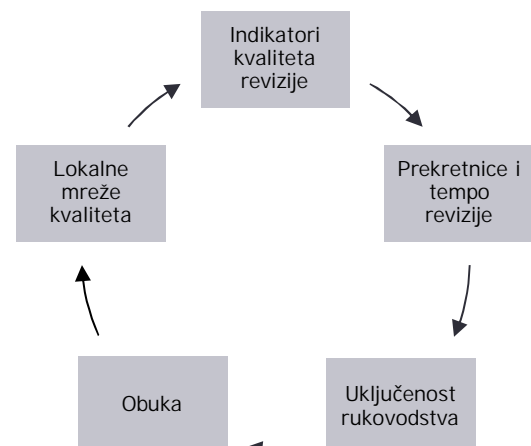 Indikatori
kvaliteta
revizije
Prekretnice i
tempo
revizije
Uključenost
rukovodstva
Obuka
Lokalne
mreže
kvaliteta